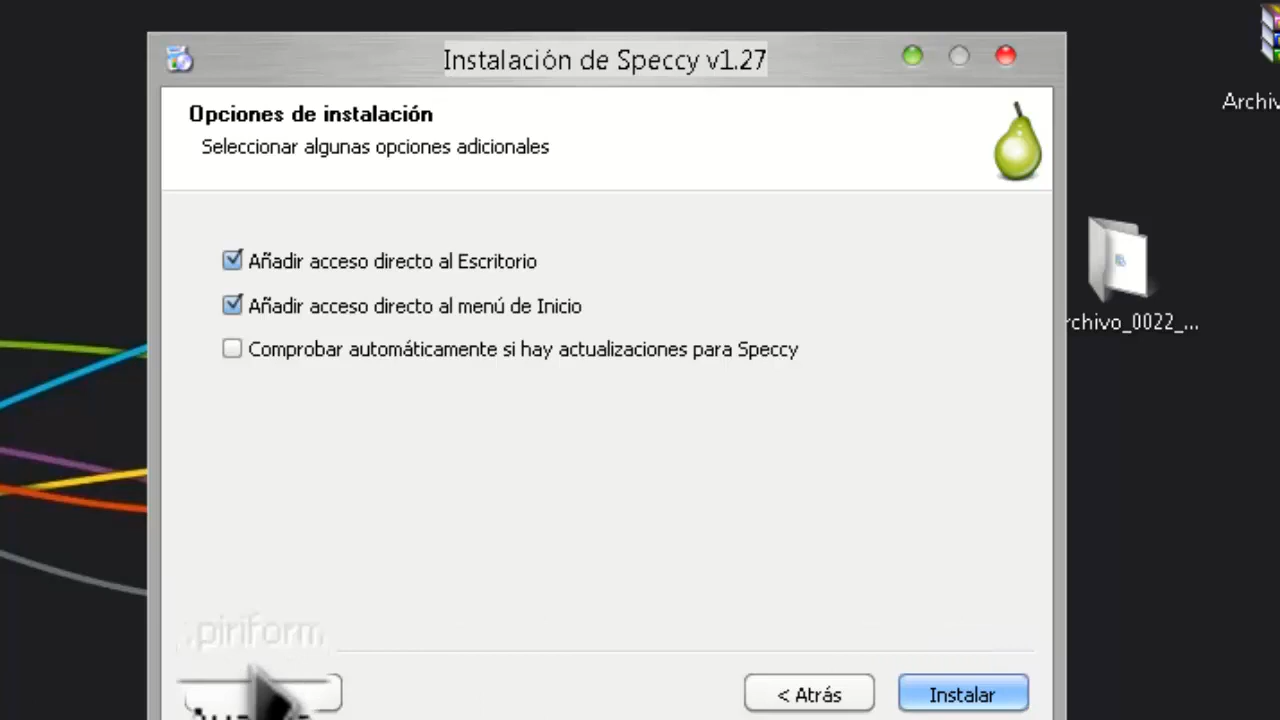 Instalación de Speccy v1.27
Opciones de instalación
Seleccionar algunas opciones adicionales
Añadir acceso directo al Escritorio
Añadir acceso directo al menú de Inicio
Comprobar automáticamente si hay actualizaciones para Speccy
piriform
< Atrás
Instalar
Archiv
rchivo_0022_...